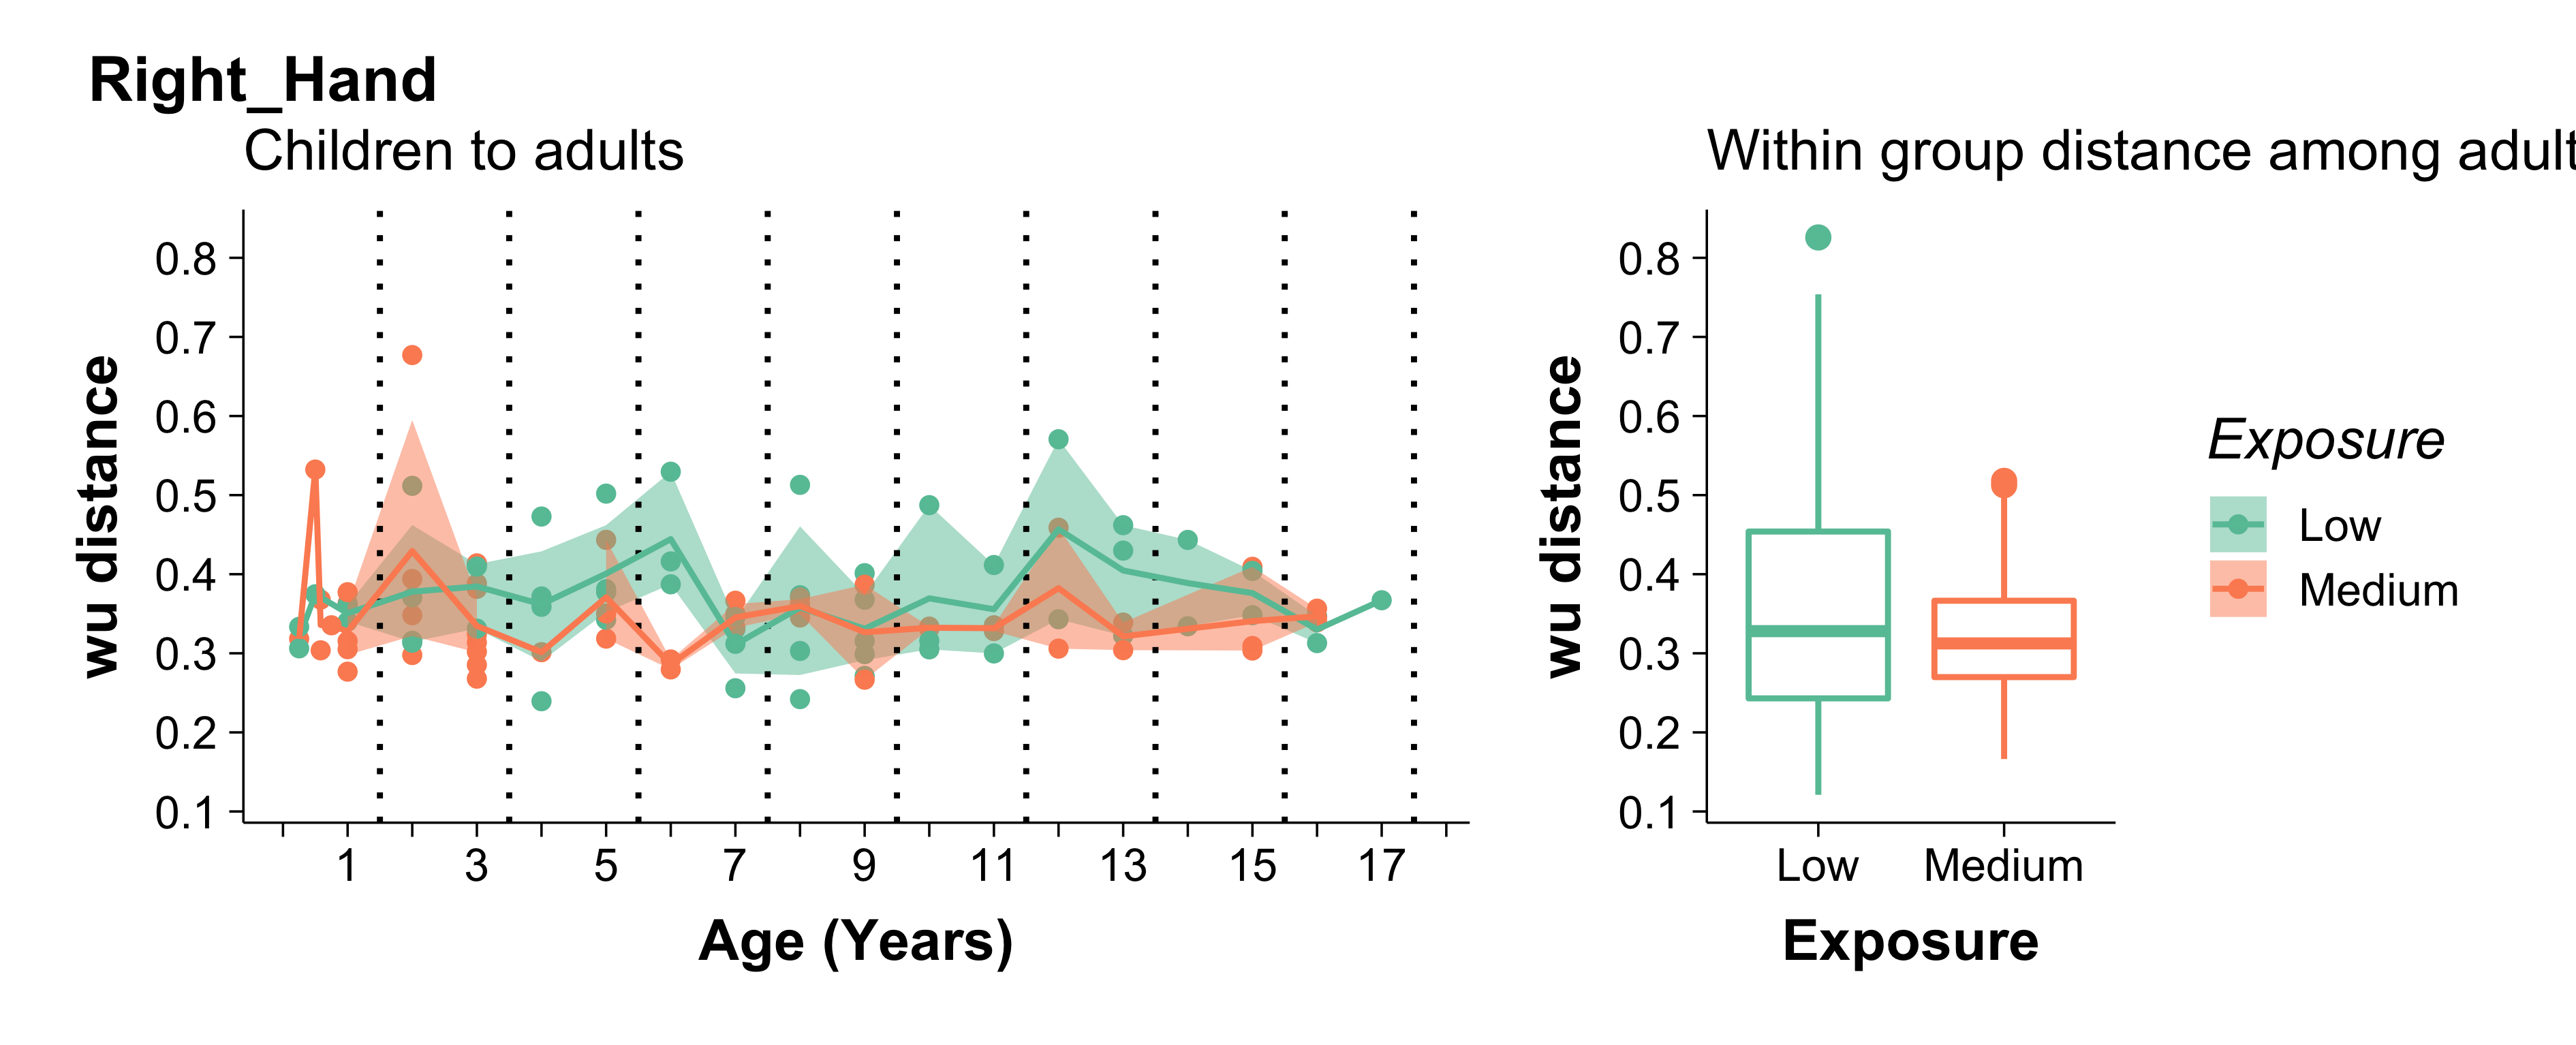 Right_Hand
Children to adults
wu distance
0.8
0.7
0.6
0.5
0.4
0.3
0.2
0.1
1 3 5 7 9 11 13 15 17
Age (Years)
Within group distance among adult
wu distance
0.8
0.7
0.6
0.5
0.4
0.3
0.2
0.1
Low Medium
Exposure
Exposure
Low
Medium